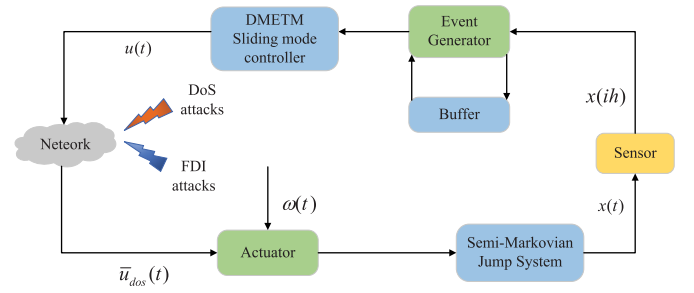 DMETM
Sliding mode
controller
Event
Generator
u(t)
DoS
attacks
Buffer
x(ih)
Neteork
FDI
attacks
Sensor
ω(t)
x(t)
Actuator
Semi-Markovian
Jump System
u̅dos(t)